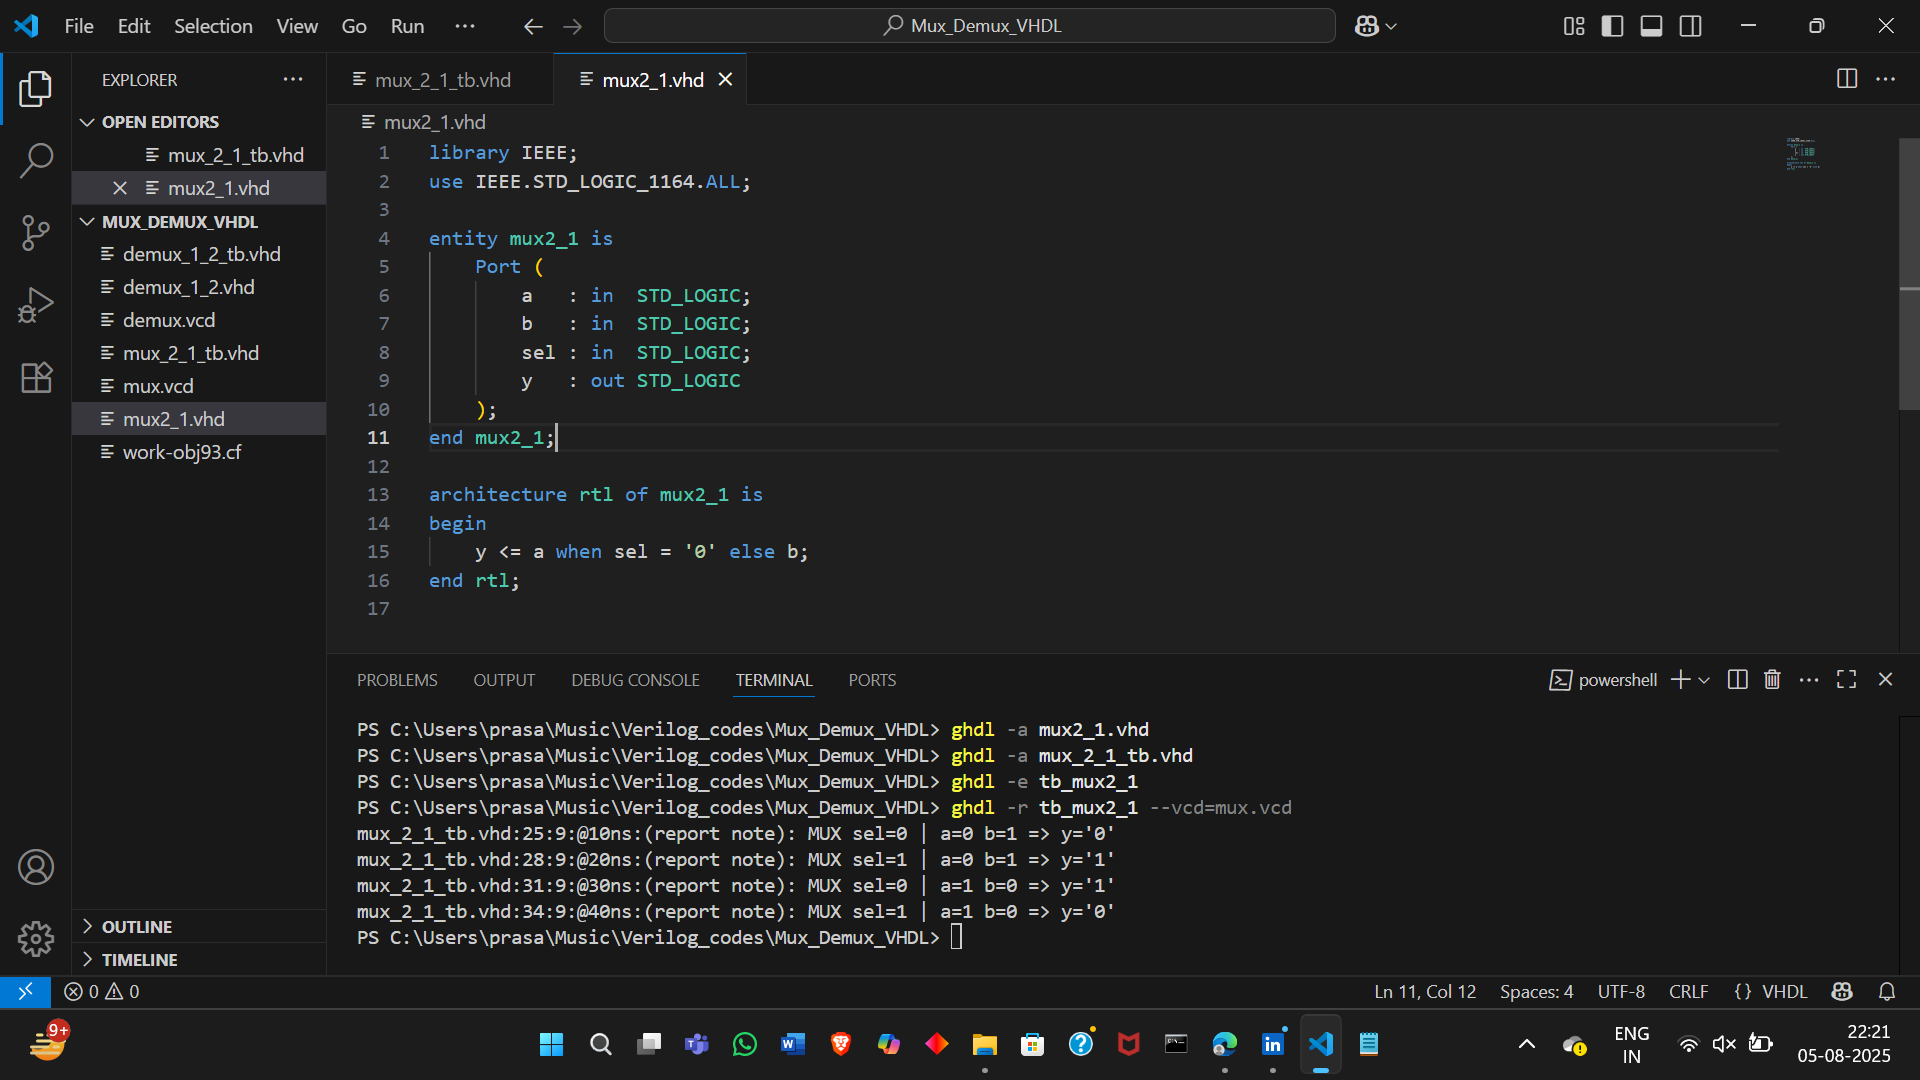 File Edit Selection View Go Run ··· Mux_Demux_VHDL
EXPLORER ···
OPEN EDITORS
mux_2_1_tb.vhd
mux2_1.vhd
MUX_DEMUX_VHDL
demux_1_2_tb.vhd
demux_1_2.vhd
demux.vcd
mux_2_1_tb.vhd
mux.vcd
mux2_1.vhd
work-obj93.cf
OUTLINE
TIMELINE
mux_2_1_tb.vhd mux2_1.vhd
mux2_1.vhd
1 library IEEE;
2 use IEEE.STD_LOGIC_1164.ALL;
3
4 entity mux2_1 is
5 Port (
6 a : in STD_LOGIC;
7 b : in STD_LOGIC;
8 sel : in STD_LOGIC;
9 y : out STD_LOGIC
10 );
11 end mux2_1;
12
13 architecture rtl of mux2_1 is
14 begin
15 y <= a when sel = '0' else b;
16 end rtl;
17
PROBLEMS OUTPUT DEBUG CONSOLE TERMINAL PORTS powershell
PS C:\Users\prasa\Music\Verilog_codes\Mux_Demux_VHDL> ghdl -a mux2_1.vhd
PS C:\Users\prasa\Music\Verilog_codes\Mux_Demux_VHDL> ghdl -a mux_2_1_tb.vhd
PS C:\Users\prasa\Music\Verilog_codes\Mux_Demux_VHDL> ghdl -e tb_mux2_1
PS C:\Users\prasa\Music\Verilog_codes\Mux_Demux_VHDL> ghdl -r tb_mux2_1 --vcd=mux.vcd
mux_2_1_tb.vhd:25:9:@10ns:(report note): MUX sel=0 | a=0 b=1 => y='0'
mux_2_1_tb.vhd:28:9:@20ns:(report note): MUX sel=1 | a=0 b=1 => y='1'
mux_2_1_tb.vhd:31:9:@30ns:(report note): MUX sel=0 | a=1 b=0 => y='1'
mux_2_1_tb.vhd:34:9:@40ns:(report note): MUX sel=1 | a=1 b=0 => y='0'
PS C:\Users\prasa\Music\Verilog_codes\Mux_Demux_VHDL>
0 0 Ln 11, Col 12 Spaces: 4 UTF-8 CRLF {} VHDL
9+ ENG 22:21
IN 05-08-2025